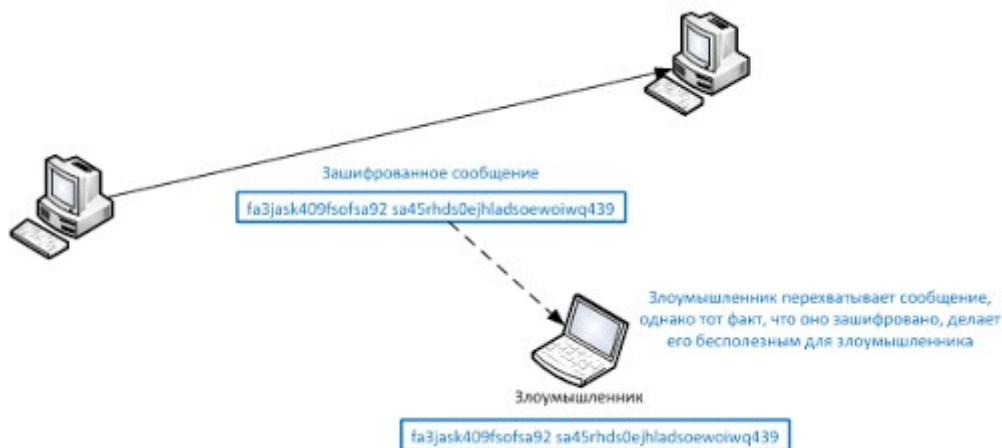 Зашифрованное сообщение
fa3jask409fsofsa92 sa45rhds0ejhladsoewoiwq439
Злоумышленник перехватывает сообщение,
однако тот факт, что оно зашифровано, делает
его бесполезным для злоумышленника
Злоумышленник
fa3jask409fsofsa92 sa45rhds0ejhladsoewoiwq439